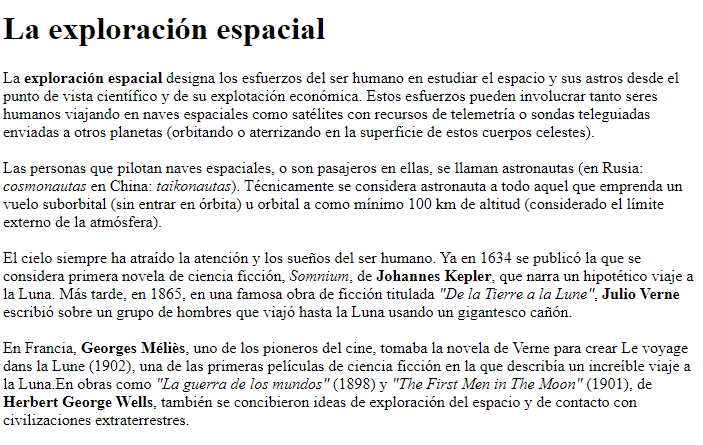 La exploración espacial
La exploración espacial designa los esfuerzos del ser humano en estudiar el espacio y sus astros desde el
punto de vista científico y de su explotación económica. Estos esfuerzos pueden involucrar tanto seres
humanos viajando en naves espaciales como satélites con recursos de telemetría o sondas teleguiadas
enviadas a otros planetas (orbitando o aterrizando en la superficie de estos cuerpos celestes).
Las personas que pilotan naves espaciales, o son pasajeros en ellas, se llaman astronautas (en Rusia:
cosmonautas en China: taikonautas). Técnicamente se considera astronauta a todo aquel que emprenda un
vuelo suborbital (sin entrar en órbita) u orbital a como mínimo 100 km de altitud (considerado el límite
externo de la atmósfera).
El cielo siempre ha atraído la atención y los sueños del ser humano. Ya en 1634 se publicó la que se
considera primera novela de ciencia ficción, Somnium, de Johannes Kepler, que narra un hipotético viaje a
la Luna. Más tarde, en 1865, en una famosa obra de ficción titulada "De la Tierre a la Lune", Julio Verne
escribió sobre un grupo de hombres que viajó hasta la Luna usando un gigantesco cañón.
En Francia, Georges Méliès, uno de los pioneros del cine, tomaba la novela de Verne para crear Le voyage
dans la Lune (1902), una de las primeras películas de ciencia ficción en la que describía un increíble viaje a
la Luna.En obras como "La guerra de los mundos" (1898) y "The First Men in The Moon" (1901), de
Herbert George Wells, también se concibieron ideas de exploración del espacio y de contacto con
civilizaciones extraterrestres.